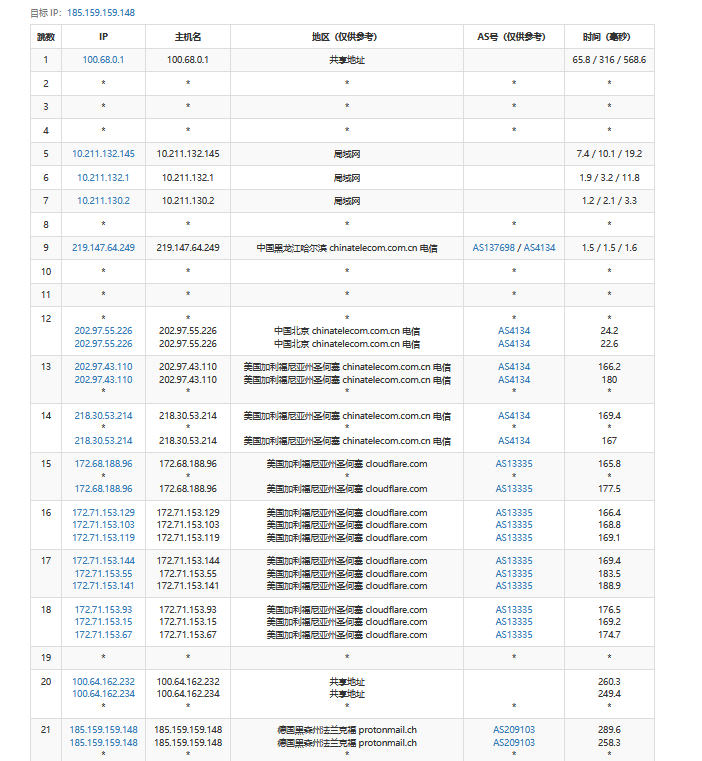 目标 IP： 185.159.159.148
跳数 IP 主机名 地区（仅供参考） AS号（仅供参考） 时间（毫秒）
1 100.68.0.1 100.68.0.1 共享地址 65.8 / 316 / 568.6
2 * * * * *
3 * * * * *
4 * * * * *
5 10.211.132.145 10.211.132.145 局域网 7.4 / 10.1 / 19.2
6 10.211.132.1 10.211.132.1 局域网 1.9 / 3.2 / 11.8
7 10.211.130.2 10.211.130.2 局域网 1.2 / 2.1 / 3.3
8 * * * * *
9 219.147.64.249 219.147.64.249 中国黑龙江哈尔滨 chinatelecom.com.cn 电信 AS137698 / AS4134 1.5 / 1.5 / 1.6
10 * * * * *
11 * * * * *
12 * * * * *
202.97.55.226 202.97.55.226 中国北京 chinatelecom.com.cn 电信 AS4134 24.2
202.97.55.226 202.97.55.226 中国北京 chinatelecom.com.cn 电信 AS4134 22.6
13 202.97.43.110 202.97.43.110 美国加利福尼亚州圣何塞 chinatelecom.com.cn 电信 AS4134 166.2
202.97.43.110 202.97.43.110 美国加利福尼亚州圣何塞 chinatelecom.com.cn 电信 AS4134 180
* * * * *
14 218.30.53.214 218.30.53.214 美国加利福尼亚州圣何塞 chinatelecom.com.cn 电信 AS4134 169.4
* * * * *
218.30.53.214 218.30.53.214 美国加利福尼亚州圣何塞 chinatelecom.com.cn 电信 AS4134 167
15 172.68.188.96 172.68.188.96 美国加利福尼亚州圣何塞 cloudflare.com AS13335 165.8
* * * * *
172.68.188.96 172.68.188.96 美国加利福尼亚州圣何塞 cloudflare.com AS13335 177.5
16 172.71.153.129 172.71.153.129 美国加利福尼亚州圣何塞 cloudflare.com AS13335 166.4
172.71.153.103 172.71.153.103 美国加利福尼亚州圣何塞 cloudflare.com AS13335 168.8
172.71.153.119 172.71.153.119 美国加利福尼亚州圣何塞 cloudflare.com AS13335 169.1
17 172.71.153.144 172.71.153.144 美国加利福尼亚州圣何塞 cloudflare.com AS13335 169.4
172.71.153.55 172.71.153.55 美国加利福尼亚州圣何塞 cloudflare.com AS13335 183.5
172.71.153.141 172.71.153.141 美国加利福尼亚州圣何塞 cloudflare.com AS13335 188.9
18 172.71.153.93 172.71.153.93 美国加利福尼亚州圣何塞 cloudflare.com AS13335 176.5
172.71.153.15 172.71.153.15 美国加利福尼亚州圣何塞 cloudflare.com AS13335 169.2
172.71.153.67 172.71.153.67 美国加利福尼亚州圣何塞 cloudflare.com AS13335 174.7
19 * * * * *
20 100.64.162.232 100.64.162.232 共享地址 260.3
100.64.162.234 100.64.162.234 共享地址 249.4
* * * * *
21 185.159.159.148 185.159.159.148 德国黑森州法兰克福 protonmail.ch AS209103 289.6
185.159.159.148 185.159.159.148 德国黑森州法兰克福 protonmail.ch AS209103 258.3
* * * * *